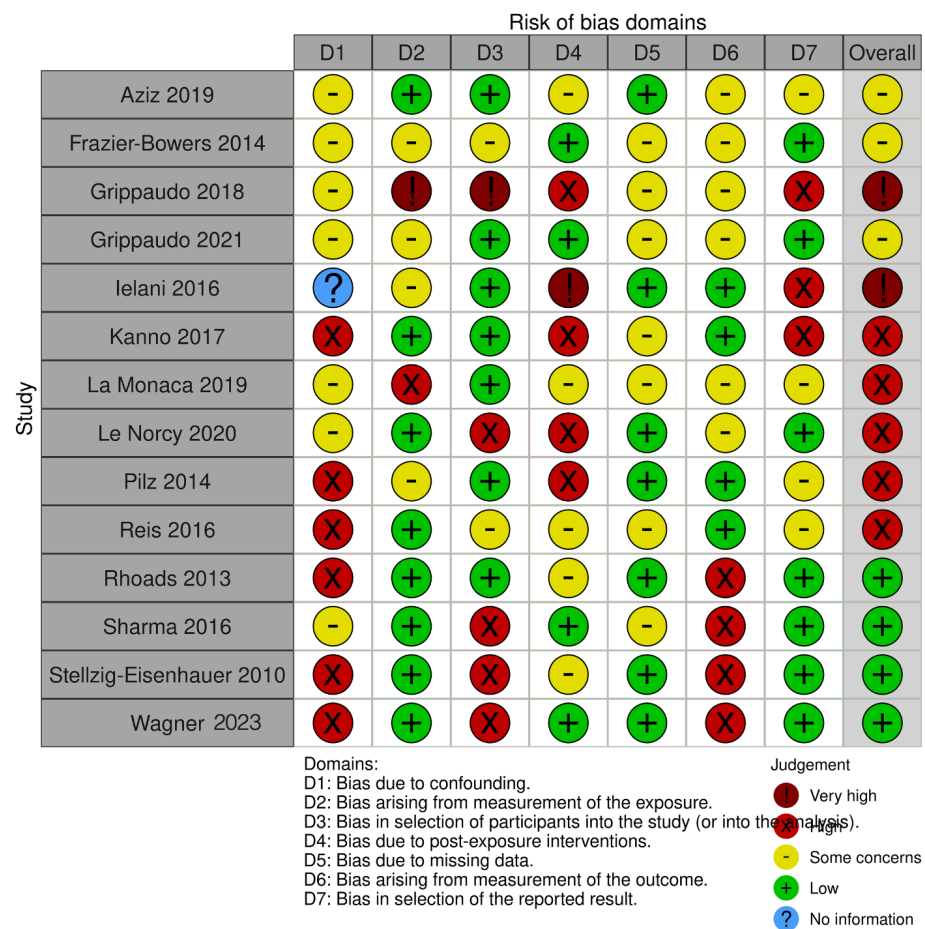 Risk of bias domains
D1 D2 D3 D4 D5 D6 D7 Overall
Study
Aziz 2019 - + + - + - - -
Frazier-Bowers 2014 - - - + - - + -
Grippaudo 2018 - ! ! X - - X !
Grippaudo 2021 - - + + - - + -
Ielani 2016 ? - + ! + + X !
Kanno 2017 X + + X - + X X
La Monaca 2019 - X + - - - - X
Le Norcy 2020 - + X X + - + X
Pilz 2014 X - + X + + - X
Reis 2016 X + - - - + - X
Rhoads 2013 X + + - + X + +
Sharma 2016 - + X + - X + +
Stellzig-Eisenhauer 2010 X + X - + X + +
Wagner 2023 X + X + + X + +
Domains:
D1: Bias due to confounding.
D2: Bias arising from measurement of the exposure.
D3: Bias in selection of participants into the study (or into the analysis).
D4: Bias due to post-exposure interventions.
D5: Bias due to missing data.
D6: Bias arising from measurement of the outcome.
D7: Bias in selection of the reported result.
Judgement
! Very high
X High
- Some concerns
+ Low
? No information